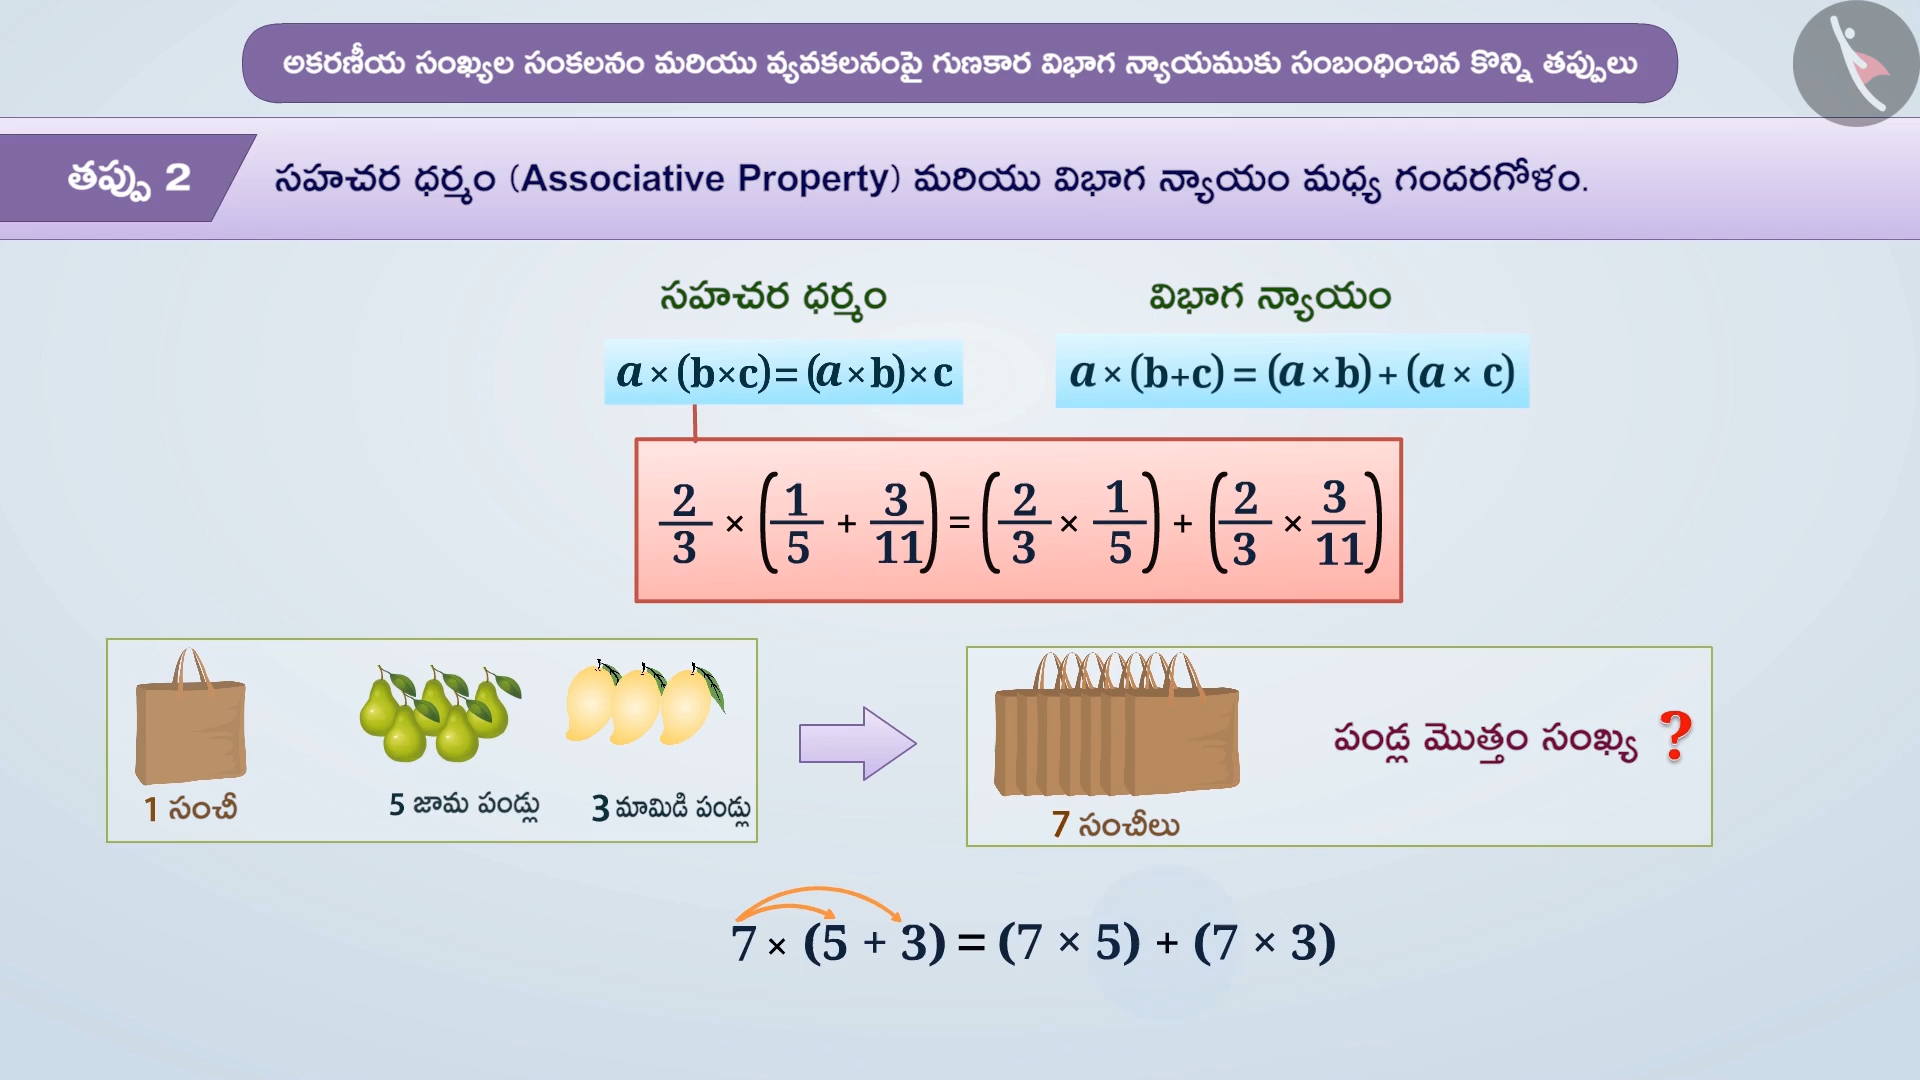 అకరణీయ సంఖ్యల సంకలనం మరియు వ్యవకలనంపై గుణకార విభాగ న్యాయముకు సంబంధించిన కొన్ని తప్పులు
తప్పు 2
సహచర ధర్మం (Associative Property) మరియు విభాగ న్యాయం మధ్య గందరగోళం.
సహచర ధర్మం
విభాగ న్యాయం
a × (b×c) = (a×b)×c
a × (b+c) = (a×b) + (a× c)
2/3 × (1/5 + 3/11) = (2/3 × 1/5) + (2/3 × 3/11)
1 సంచీ
5 జామ పండ్లు
3 మామిడి పండ్లు
7 సంచీలు
పండ్ల మొత్తం సంఖ్య ?
7 × (5 + 3) = (7 × 5) + (7 × 3)